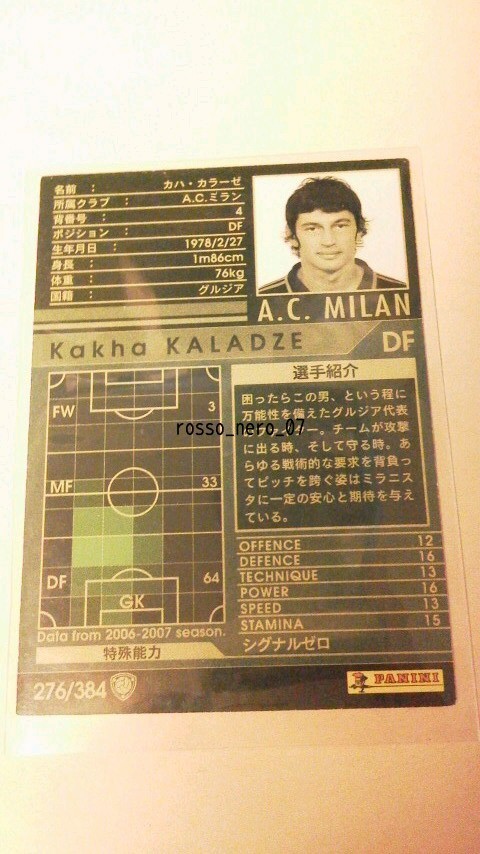 名前 : カハ・カラーゼ
所属クラブ : A.C.ミラン
背番号 : 4
ポジション : DF
生年月日 : 1978/2/27
身長 : 1m86cm
体重 : 76kg
国籍 : グルジア
A.C. MILAN
Kakha KALADZE DF
FW 3
MF 33
DF 64
GK
Data from 2006-2007 season.
特殊能力
選手紹介
困ったらこの男、という程に
万能性を備えたグルジア代表
rosso_nero_07
ー。チームが攻撃
に出る時、そして守る時。あ
らゆる戦術的な要求を背負っ
てピッチを跨ぐ姿はミラニス
タに一定の安心と期待を与え
ている。
OFFENCE 12
DEFENCE 16
TECHNIQUE 13
POWER 16
SPEED 13
STAMINA 15
シグナルゼロ
276/384
PANINI